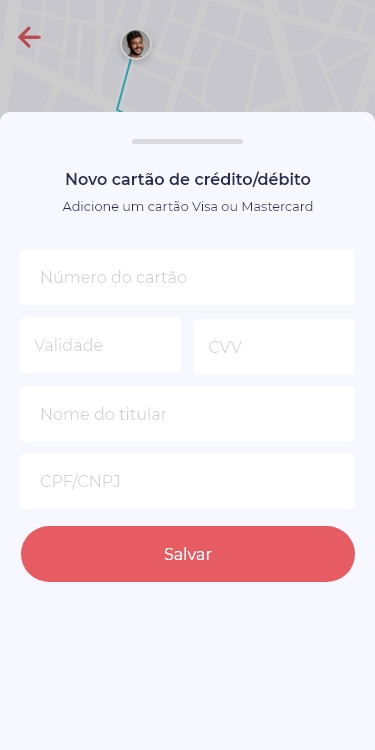 Novo cartão de crédito/débito
Adicione um cartão Visa ou Mastercard
Número do cartão
Validade
CVV
Nome do titular
CPF/CNPJ
Salvar